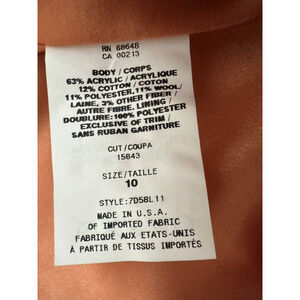 RN 68648
CA 00213
BODY / CORPS
63% ACRYLIC / ACRYLIQUE
12% COTTON / COTON
11% POLYESTER, 11% WOOL/
LAINE, 3% OTHER FIBER /
AUTRE FIBRE. LINING /
DOUBLURE: 100% POLYESTER
EXCLUSIVE OF TRIM /
SANS RUBAN GARNITURE
CUT/COUPA
15843
SIZE/TAILLE
10
STYLE: 7D58L11
MADE IN U.S.A.
OF IMPORTED FABRIC
FABRIQUÉ AUX ETATS-UNIS
À PARTIR DE TISSUS IMPORTÉS